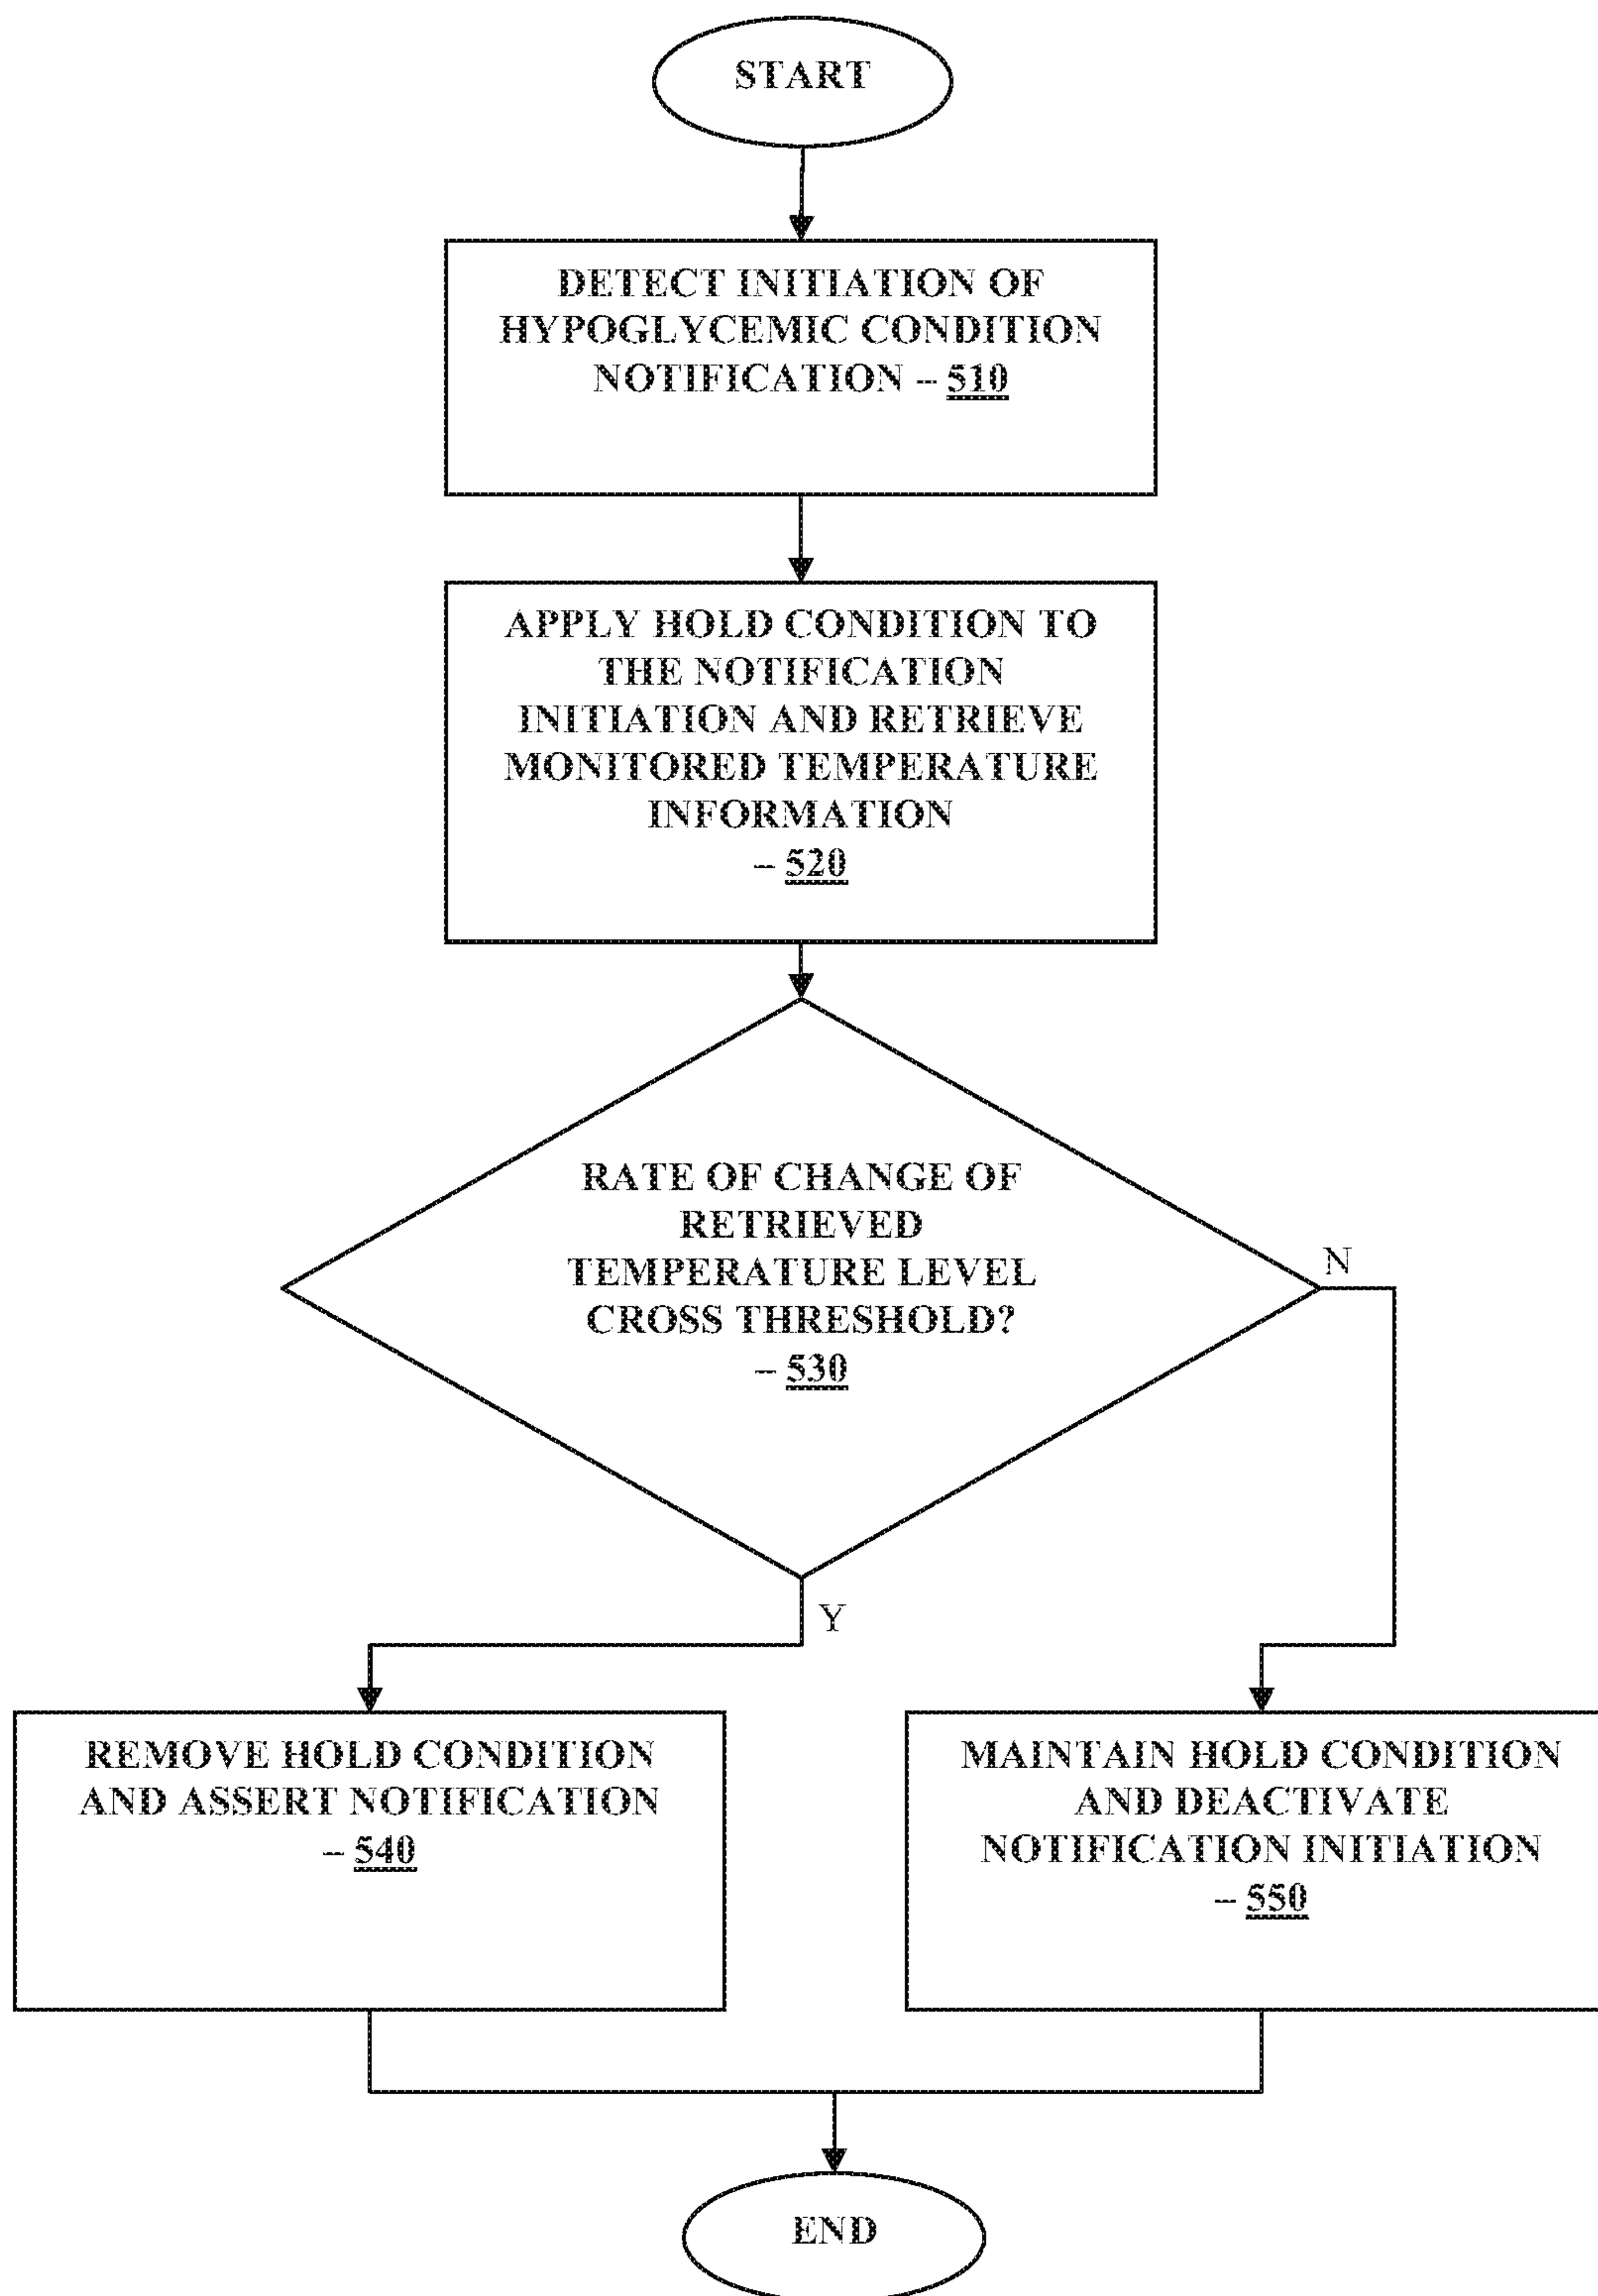 START
DETECT INITIATION OF
HYPOGLYCEMIC CONDITION
NOTIFICATION – 510
APPLY HOLD CONDITION TO
THE NOTIFICATION
INITIATION AND RETRIEVE
MONITORED TEMPERATURE
INFORMATION
– 520
RATE OF CHANGE OF
RETRIEVED
TEMPERATURE LEVEL
CROSS THRESHOLD?
– 530
N
Y
REMOVE HOLD CONDITION
AND ASSERT NOTIFICATION
– 540
MAINTAIN HOLD CONDITION
AND DEACTIVATE
NOTIFICATION INITIATION
– 550
END